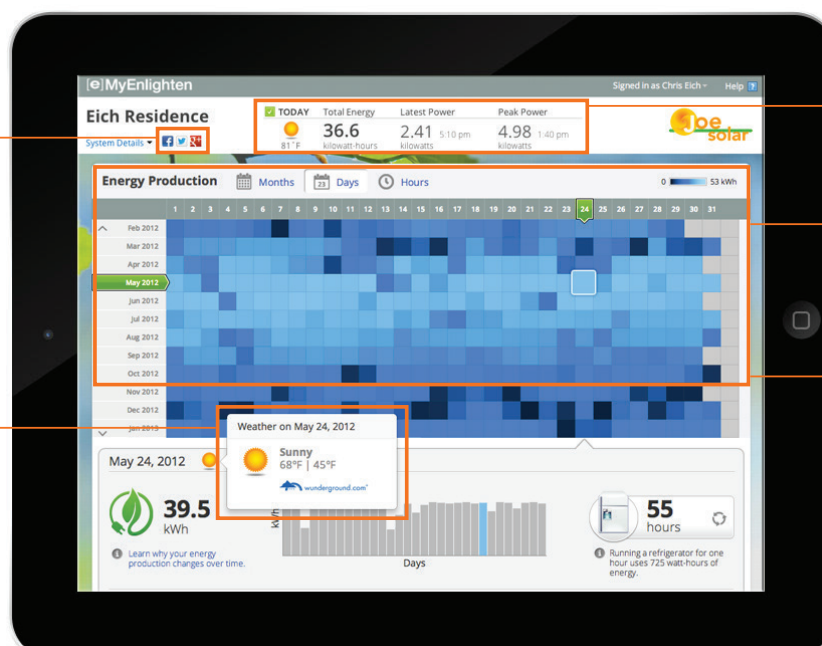 [e] MyEnlighten
Signed in as Chris Eich
Help ?
Eich Residence
System Details
TODAY Total Energy Latest Power Peak Power
36.6 2.41 5:10 pm 4.98 1:40 pm
81°F kilowatt-hours kilowatts kilowatts
Joe solar
Energy Production Months 23 Days Hours 0 53 kWh
1 2 3 4 5 6 7 8 9 10 11 12 13 14 15 16 17 18 19 20 21 22 23 24 25 26 27 28 29 30 31
Feb 2012
Mar 2012
Apr 2012
May 2012
Jun 2012
Jul 2012
Aug 2012
Sep 2012
Oct 2012
Nov 2012
Dec 2012
Jan 2013
Weather on May 24, 2012
Sunny
68°F | 45°F
wunderground.com®
May 24, 2012
39.5
kWh
Learn why your energy
production changes over time.
kWh
Days
55
hours
Running a refrigerator for one
hour uses 725 watt-hours of
energy.